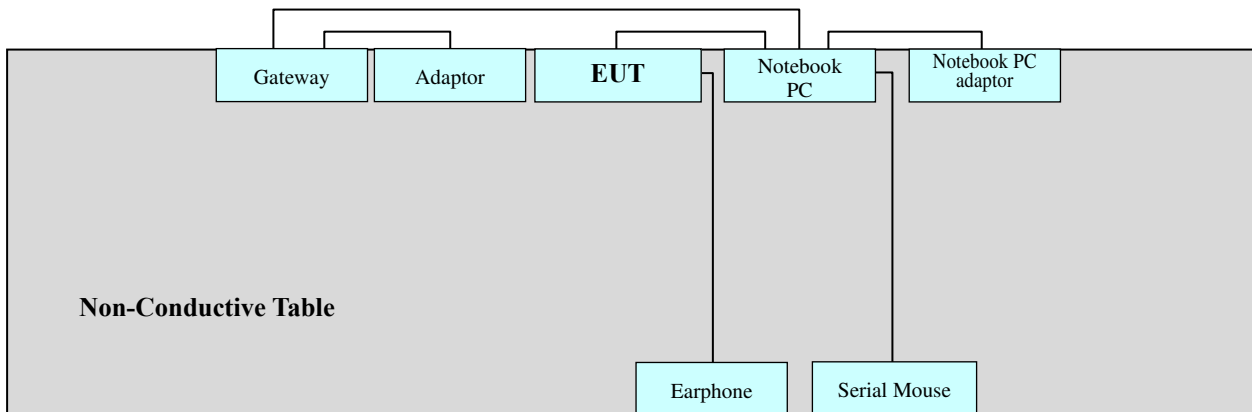 Gateway
Adaptor
EUT
Notebook
PC
Notebook PC
adaptor
Non-Conductive Table
Earphone
Serial Mouse